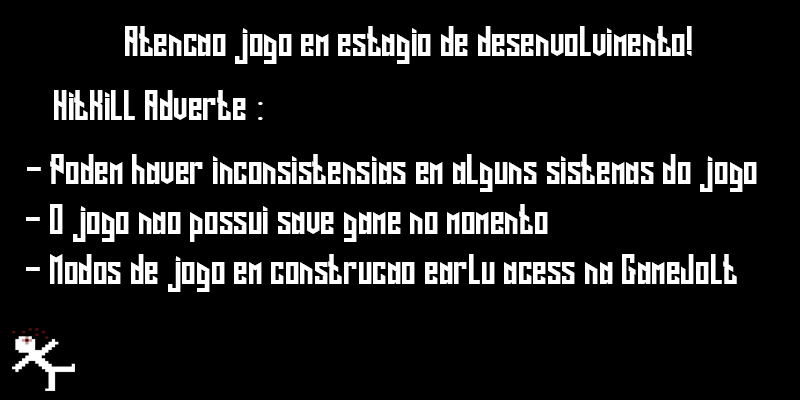 Atencao jogo em estagio de desenvolvimento!
HitKill Adverte :
- Podem haver inconsistensias em alguns sistemas do jogo
- O jogo nao possui save game no momento
- Modos de jogo em construcao earlu acess na GameJolt